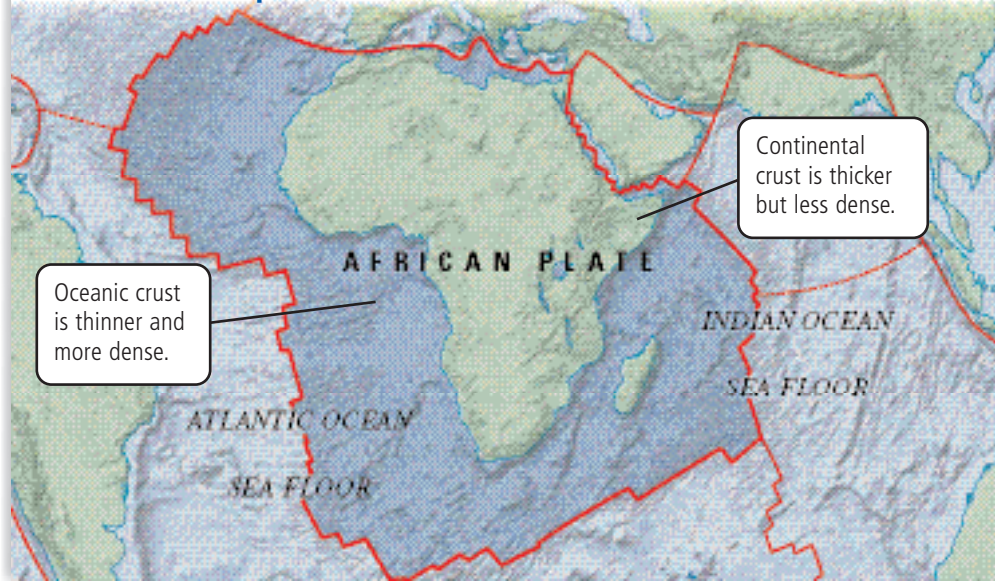 Continental
crust is thicker
but less dense.
AFRICAN PLATE
Oceanic crust
is thinner and
more dense.
INDIAN OCEAN
SEA FLOOR
ATLANTIC OCEAN
SEA FLOOR